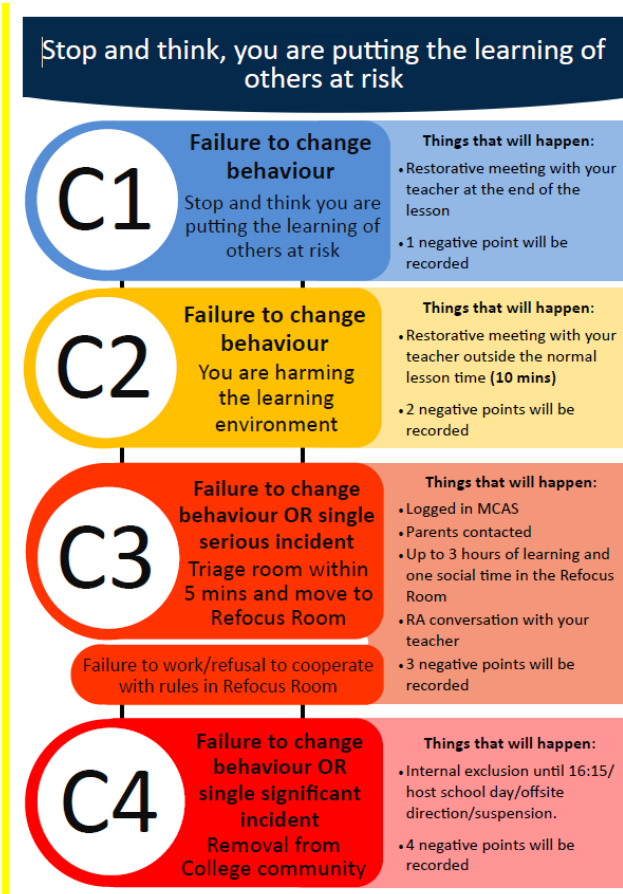 Stop and think, you are putting the learning of
others at risk
C1
Failure to change
behaviour
Stop and think you are
putting the learning of
others at risk
Things that will happen:
• Restorative meeting with your
teacher at the end of the
lesson
• 1 negative point will be
recorded
C2
Failure to change
behaviour
You are harming
the learning
environment
Things that will happen:
• Restorative meeting with your
teacher outside the normal
lesson time (10 mins)
• 2 negative points will be
recorded
C3
Failure to change
behaviour OR single
serious incident
Triage room within
5 mins and move to
Refocus Room
Failure to work/refusal to cooperate
with rules in Refocus Room
Things that will happen:
• Logged in MCAS
• Parents contacted
• Up to 3 hours of learning and
one social time in the Refocus
Room
• RA conversation with your
teacher
• 3 negative points will be
recorded
C4
Failure to change
behaviour OR
single significant
incident
Removal from
College community
Things that will happen:
• Internal exclusion until 16:15/
host school day/offsite
direction/suspension.
• 4 negative points will be
recorded